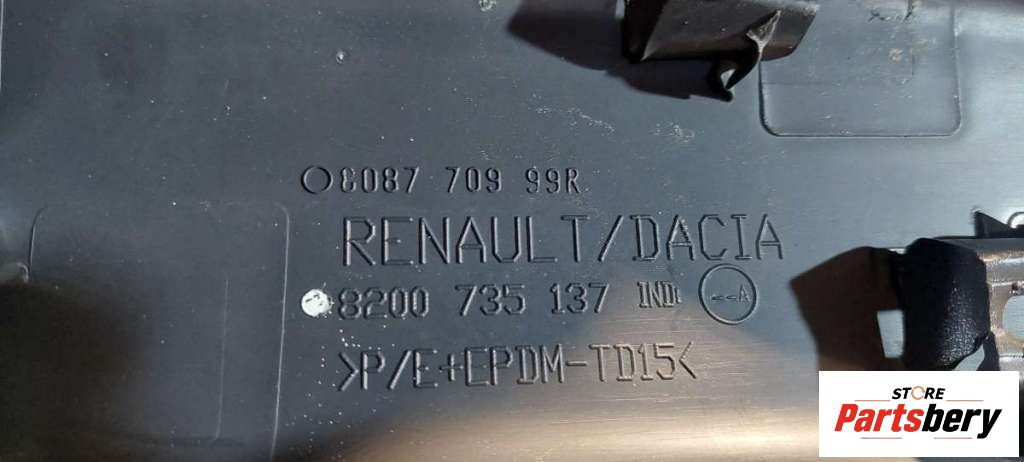 8087 709 99R
RENAULT/DACIA
8200 735 137 IND: <<A
>P/E+EPDM-TD15<
STORE
Partsbery